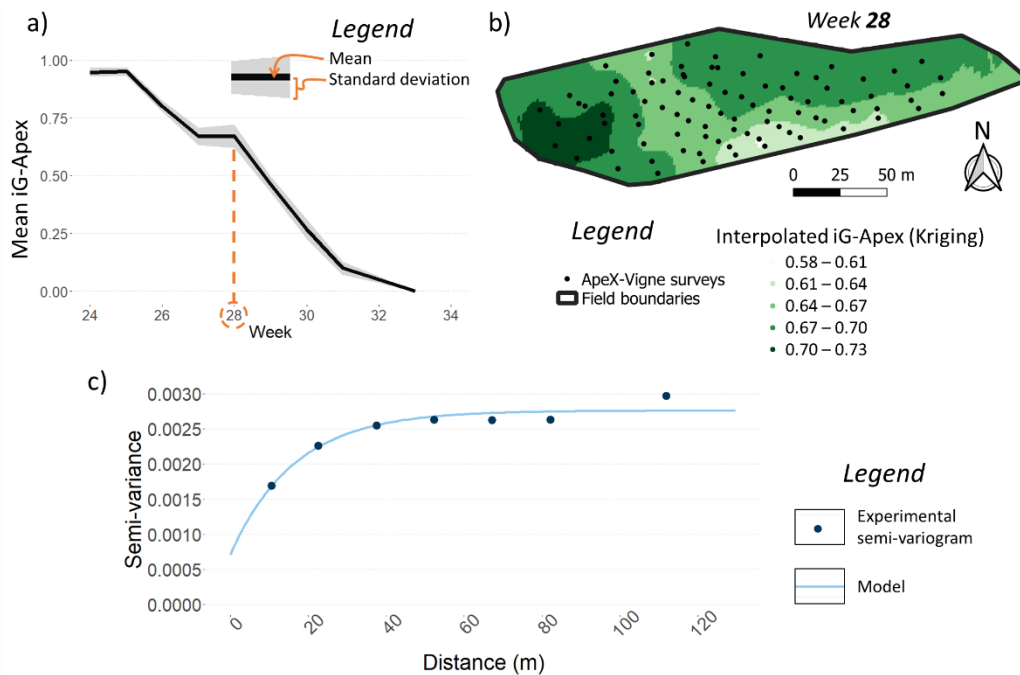 a)
Legend
Mean
Standard deviation
Mean iG-Apex
1.00
0.75
0.50
0.25
0.00
24
26
28
30
32
34
Week
b)
Week 28
N
0 25 50 m
Legend
ApeX-Vigne surveys
Field boundaries
Interpolated iG-Apex (Kriging)
0.58 – 0.61
0.61 – 0.64
0.64 – 0.67
0.67 – 0.70
0.70 – 0.73
c)
Semi-variance
0.0030
0.0025
0.0020
0.0015
0.0010
0.0005
0.0000
0
20
40
60
80
100
120
Distance (m)
Legend
Experimental
semi-variogram
Model